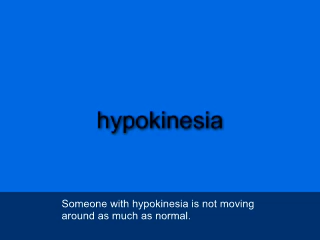 hypokinesia
Someone with hypokinesia is not moving
around as much as normal.